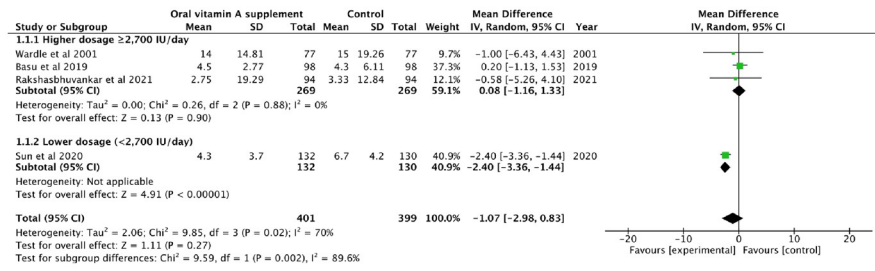 Oral vitamin A supplement Control Mean Difference Mean Difference
Study or Subgroup Mean SD Total Mean SD Total Weight IV, Random, 95% CI Year IV, Random, 95% CI
1.1.1 Higher dosage ≥2,700 IU/day
Wardle et al 2001 14 14.81 77 15 19.26 77 9.7% -1.00 [-6.43, 4.43] 2001
Basu et al 2019 4.5 2.77 98 4.3 6.11 98 37.3% 0.20 [-1.13, 1.53] 2019
Rakshasbhuvankar et al 2021 2.75 19.29 94 3.33 12.84 94 12.1% -0.58 [-5.26, 4.10] 2021
Subtotal (95% CI) 269 269 59.1% 0.08 [-1.16, 1.33]
Heterogeneity: Tau² = 0.00; Chi² = 0.26, df = 2 (P = 0.88); I² = 0%
Test for overall effect: Z = 0.13 (P = 0.90)
1.1.2 Lower dosage (<2,700 IU/day)
Sun et al 2020 4.3 3.7 132 6.7 4.2 130 40.9% -2.40 [-3.36, -1.44] 2020
Subtotal (95% CI) 132 130 40.9% -2.40 [-3.36, -1.44]
Heterogeneity: Not applicable
Test for overall effect: Z = 4.91 (P < 0.00001)
Total (95% CI) 401 399 100.0% -1.07 [-2.98, 0.83]
Heterogeneity: Tau² = 2.06; Chi² = 9.85, df = 3 (P = 0.02); I² = 70%
Test for overall effect: Z = 1.11 (P = 0.27)
Test for subgroup differences: Chi² = 9.59, df = 1 (P = 0.002), I² = 89.6%
-20 -10 0 10 20
Favours [experimental] Favours [control]